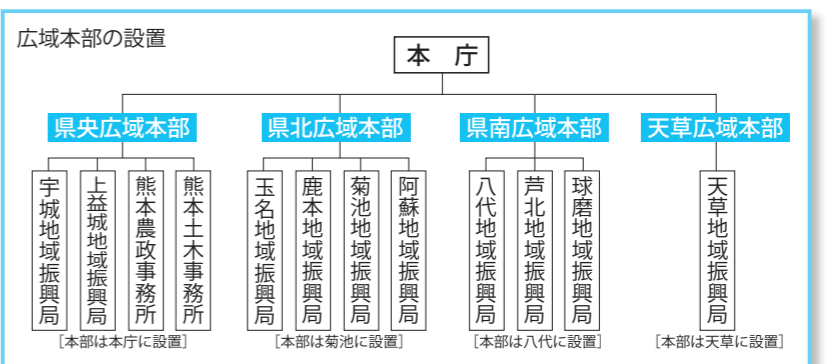 広域本部の設置
本 庁
県央広域本部
県北広域本部
県南広域本部
天草広域本部
宇城地域振興局
上益城地域振興局
熊本農政事務所
熊本土木事務所
玉名地域振興局
鹿本地域振興局
菊池地域振興局
阿蘇地域振興局
八代地域振興局
芦北地域振興局
球磨地域振興局
天草地域振興局
［本部は本庁に設置］
［本部は菊池に設置］
［本部は八代に設置］
［本部は天草に設置］